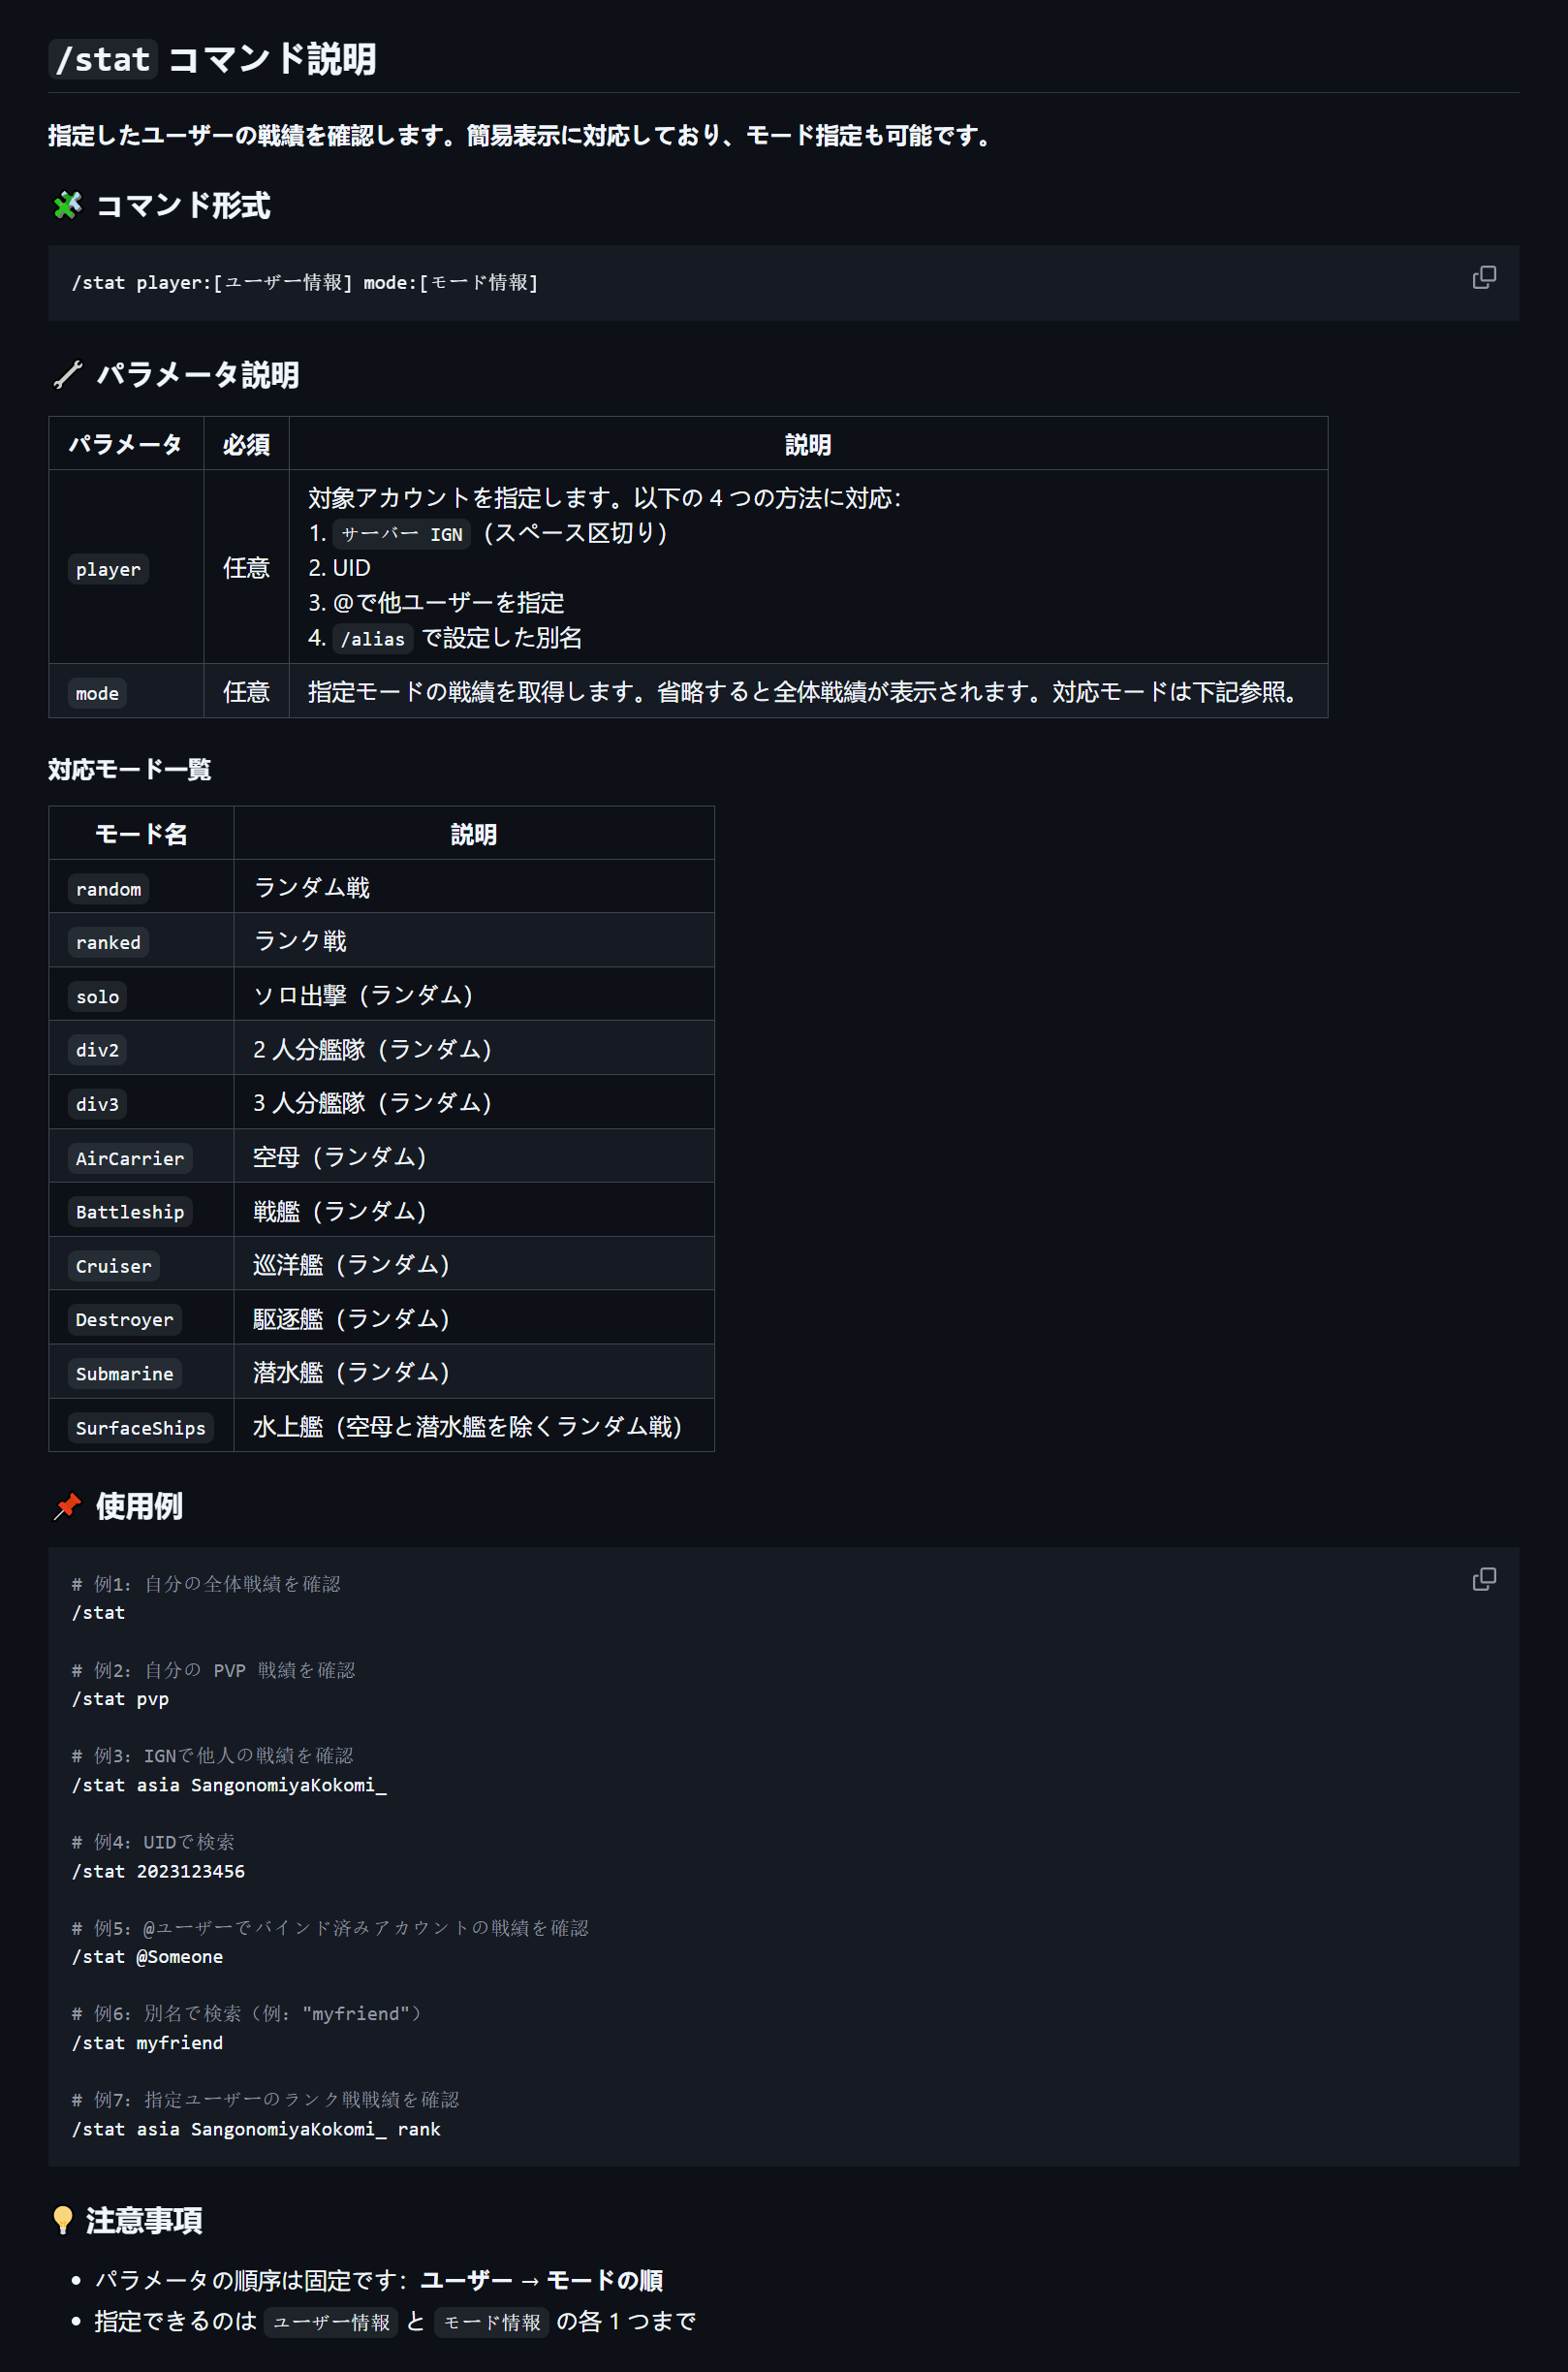 /stat コマンド説明
指定したユーザーの戦績を確認します。簡易表示に対応しており、モード指定も可能です。
🧩 コマンド形式
/stat player:[ユーザー情報] mode:[モード情報]
🔧 パラメータ説明
パラメータ 必須 説明
player 任意 対象アカウントを指定します。以下の 4 つの方法に対応：
1. サーバー IGN（スペース区切り）
2. UID
3. @で他ユーザーを指定
4. /alias で設定した別名
mode 任意 指定モードの戦績を取得します。省略すると全体戦績が表示されます。対応モードは下記参照。
対応モード一覧
モード名 説明
random ランダム戦
ranked ランク戦
solo ソロ出撃（ランダム）
div2 2 人分艦隊（ランダム）
div3 3 人分艦隊（ランダム）
AirCarrier 空母（ランダム）
Battleship 戦艦（ランダム）
Cruiser 巡洋艦（ランダム）
Destroyer 駆逐艦（ランダム）
Submarine 潜水艦（ランダム）
SurfaceShips 水上艦（空母と潜水艦を除くランダム戦）
📌 使用例
# 例1：自分の全体戦績を確認
/stat
# 例2：自分の PVP 戦績を確認
/stat pvp
# 例3：IGNで他人の戦績を確認
/stat asia SangonomiyaKokomi_
# 例4：UIDで検索
/stat 2023123456
# 例5：@ユーザーでバインド済みアカウントの戦績を確認
/stat @Someone
# 例6：別名で検索（例："myfriend"）
/stat myfriend
# 例7：指定ユーザーのランク戦戦績を確認
/stat asia SangonomiyaKokomi_ rank
💡 注意事項
• パラメータの順序は固定です：ユーザー → モードの順
• 指定できるのは ユーザー情報 と モード情報 の各 1 つまで